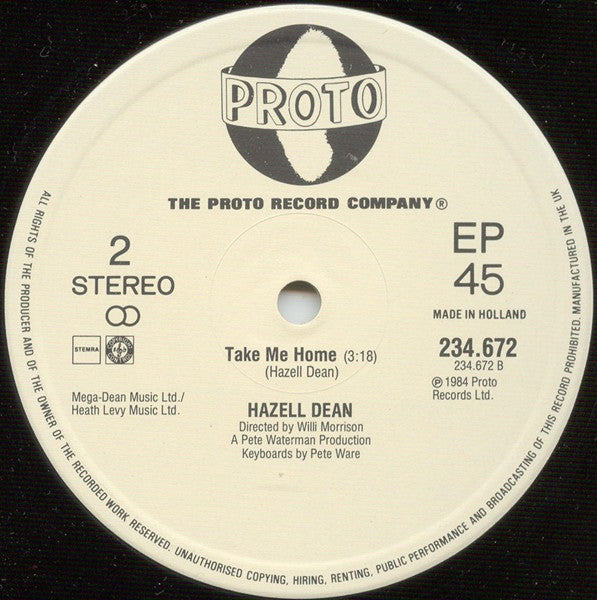 PROTO
THE PROTO RECORD COMPANY®
2
STEREO
EP
45
MADE IN HOLLAND
STEMRA
234.672
234.672 B
℗ 1984 Proto
Records Ltd.
Take Me Home (3:18)
(Hazell Dean)
Mega-Dean Music Ltd./
Heath Levy Music Ltd.
HAZELL DEAN
Directed by Willi Morrison
A Pete Waterman Production
Keyboards by Pete Ware
ALL RIGHTS OF THE PRODUCER AND OF THE OWNER OF THE RECORDED WORK RESERVED. UNAUTHORISED COPYING, HIRING, RENTING, PUBLIC PERFORMANCE AND BROADCASTING OF THIS RECORD PROHIBITED. MANUFACTURED IN THE UK